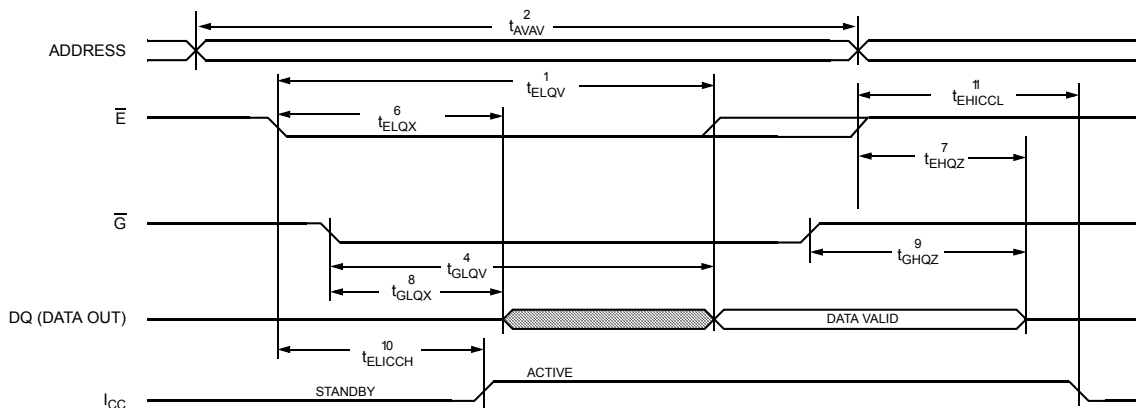 2
tAVAV
ADDRESS
1
tELQV
11
tEHICCL
E
6
tELQX
7
tEHQZ
G
9
tGHQZ
4
tGLQV
8
tGLQX
DQ (DATA OUT)
DATA VALID
10
tELICCH
ACTIVE
STANDBY
ICC